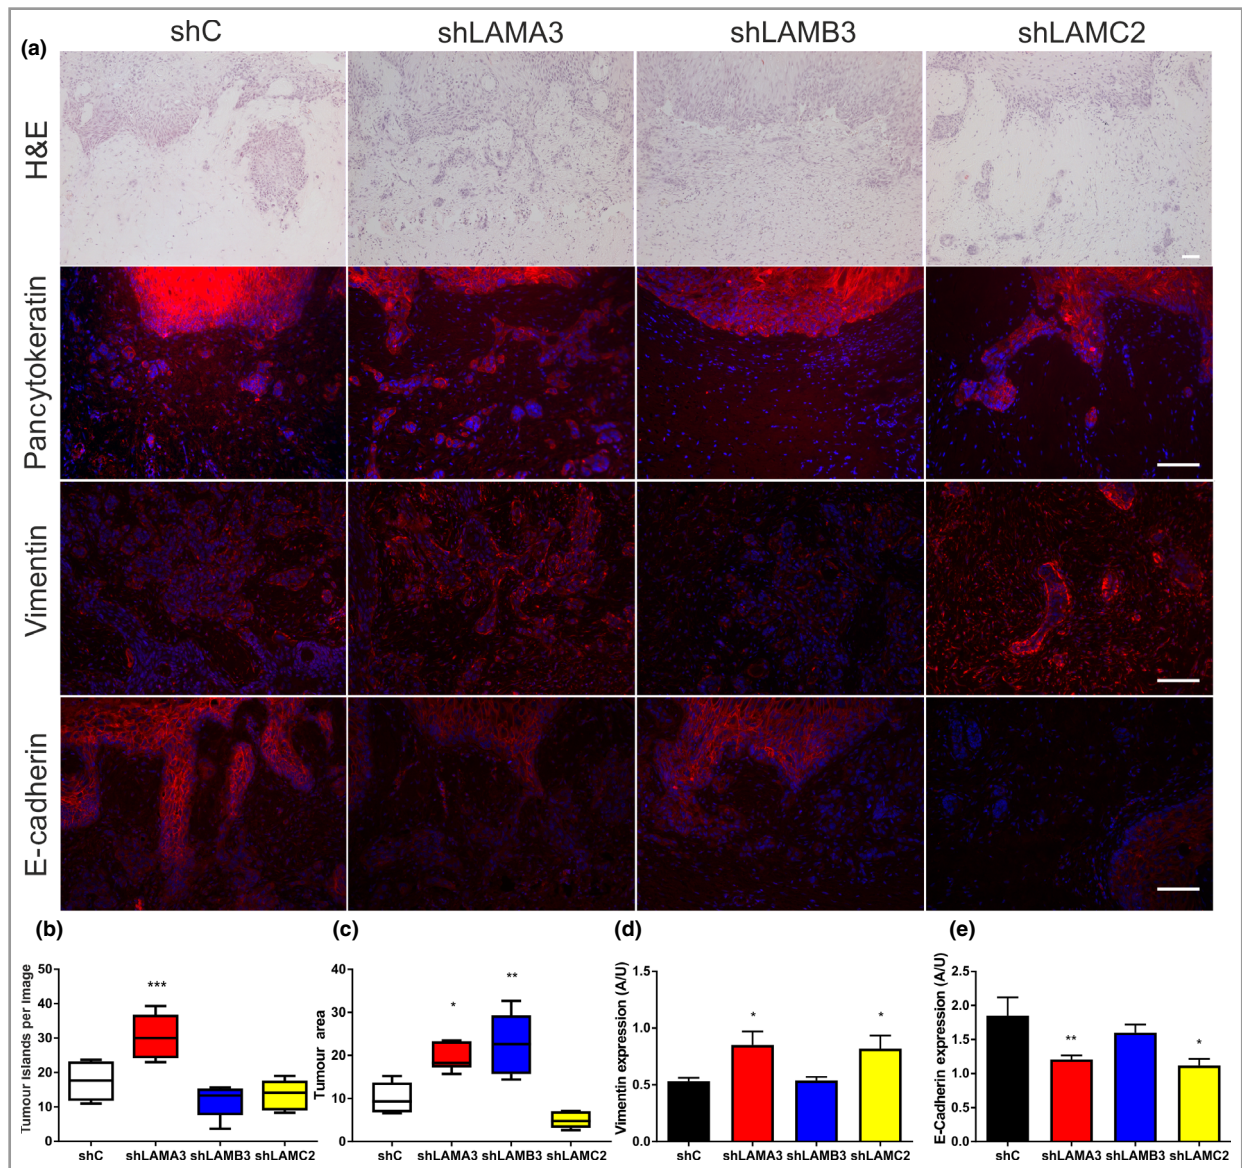 shC shLAMA3 shLAMB3 shLAMC2
(a)
H&E
Pancytokeratin
Vimentin
E-cadherin
(b) (c) (d) (e)
Tumour islands per image
50
40
30
20
10
0
***
shC shLAMA3 shLAMB3 shLAMC2
Tumour area
40
30
20
10
0
* **
shC shLAMA3 shLAMB3 shLAMC2
Vimentin expression (A/U)
1.5
1.0
0.5
0.0
* *
shC shLAMA3 shLAMB3 shLAMC2
E-Cadherin expression (A/U)
2.5
2.0
1.5
1.0
0.5
0.0
** *
shC shLAMA3 shLAMB3 shLAMC2